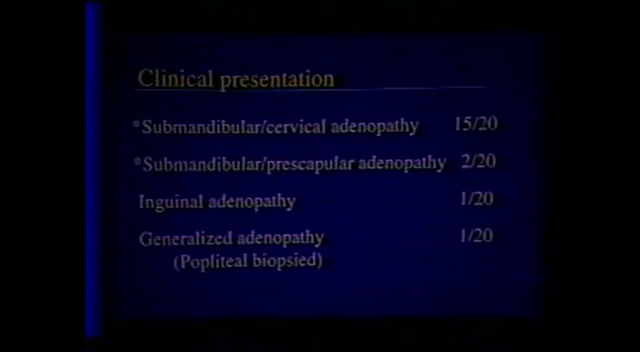 Clinical presentation
*Submandibular/cervical adenopathy 15/20
*Submandibular/prescapular adenopathy 2/20
Inguinal adenopathy 1/20
Generalized adenopathy 1/20
(Popliteal biopsied)